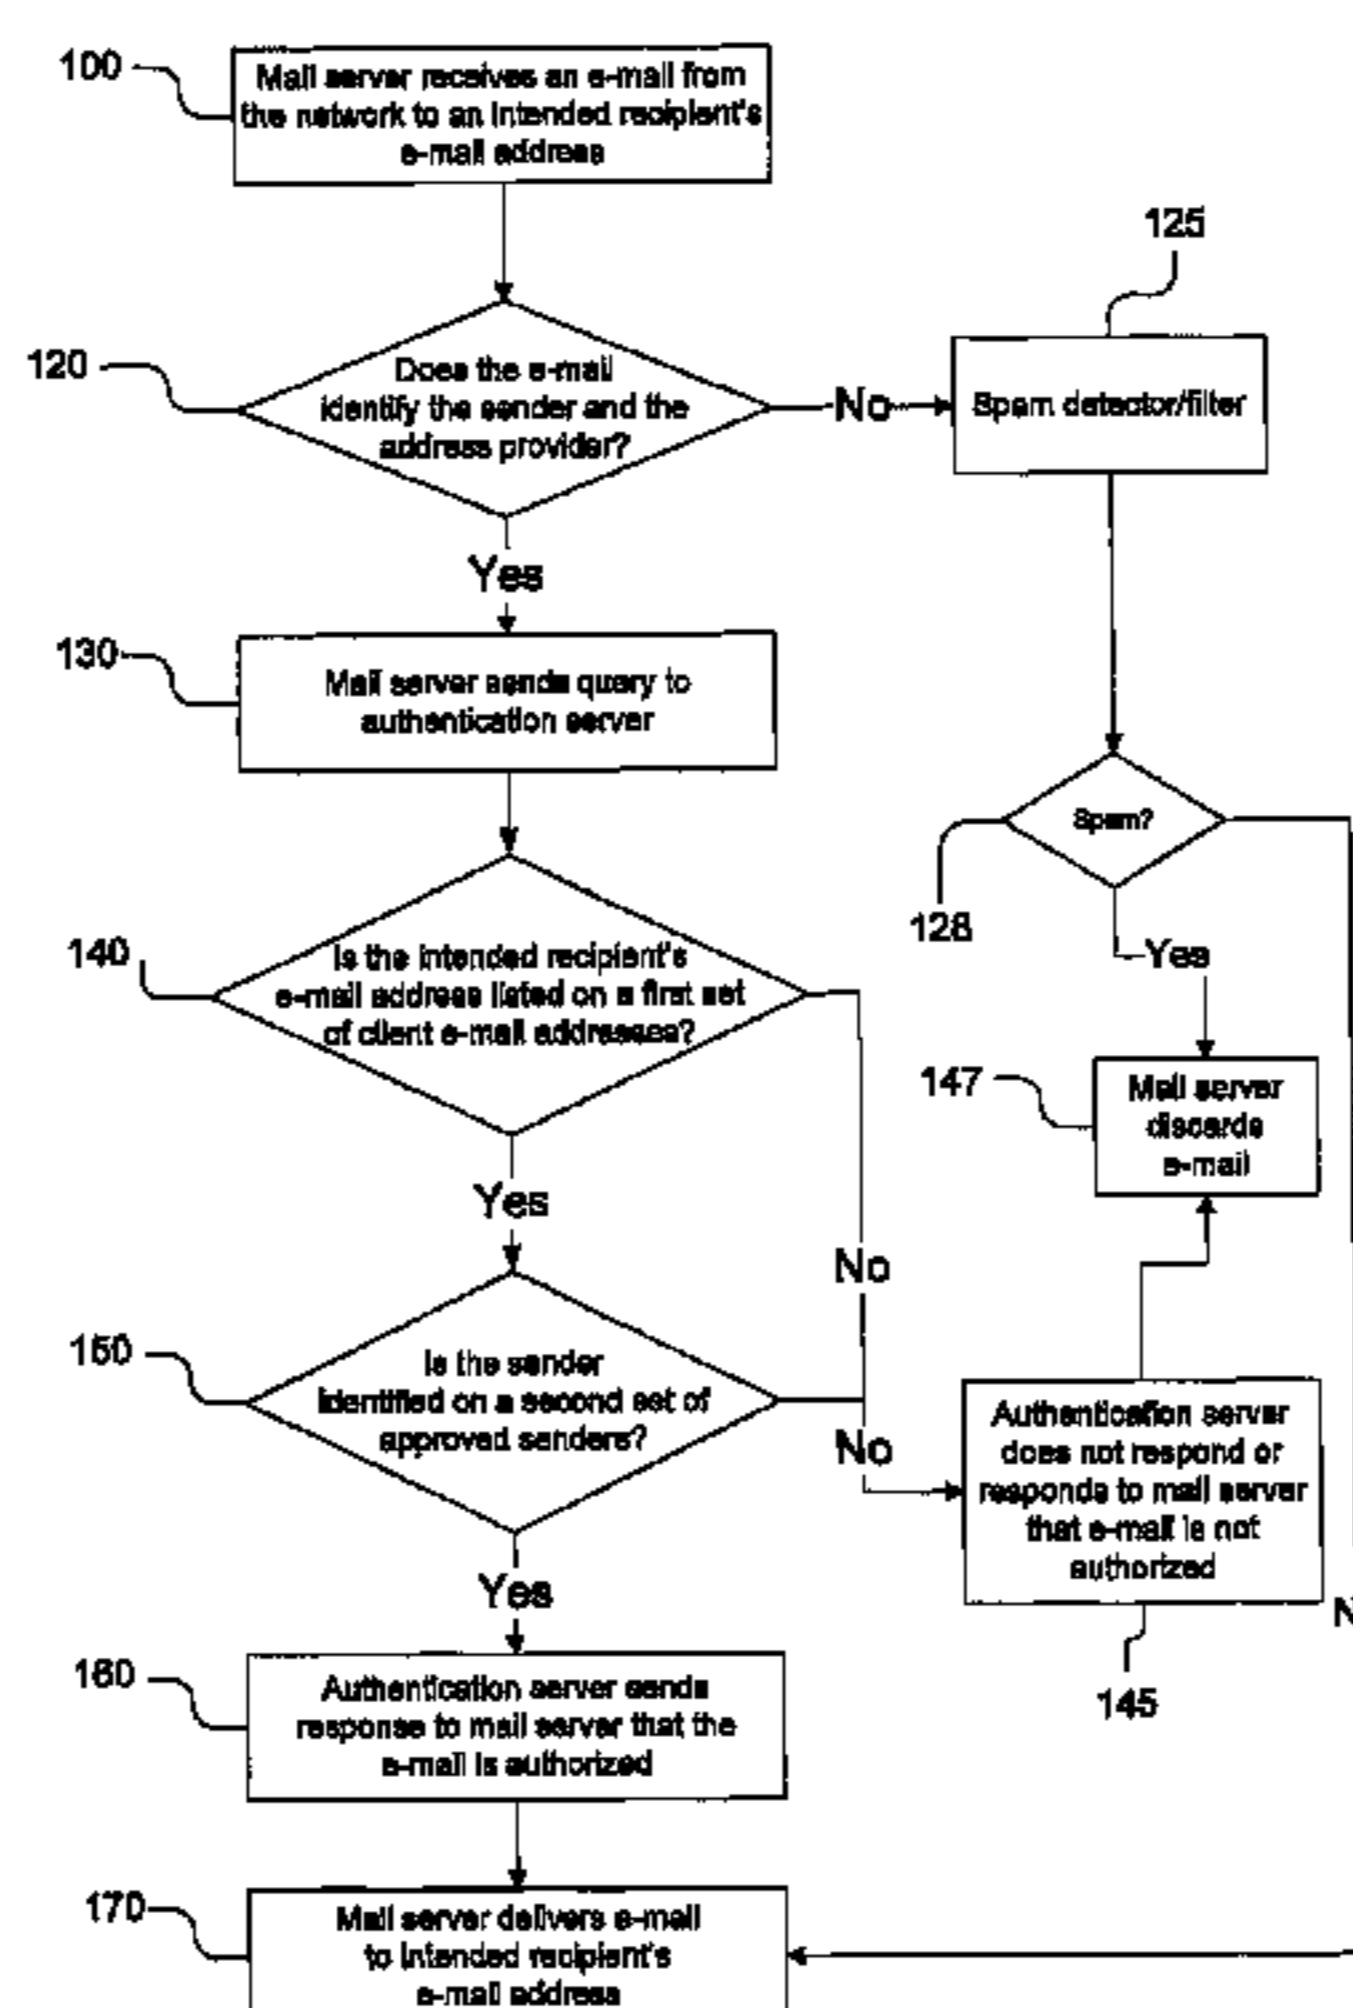 100
Mail server receives an e-mail from
the network to an intended recipient's
e-mail address
125
120
Does the e-mail
identify the sender and the
address provider?
No
Spam detector/filter
Yes
130
Mail server sends query to
authentication server
Spam?
128
140
Is the intended recipient's
e-mail address listed on a first set
of client e-mail addresses?
Yes
147
Mail server
discards
e-mail
Yes
No
150
Is the sender
identified on a second set of
approved senders?
No
Authentication server
does not respond or
responds to mail server
that e-mail is not
authorized
Yes
N
145
160
Authentication server sends
response to mail server that the
e-mail is authorized
170
Mail server delivers e-mail
to intended recipient's
e-mail address